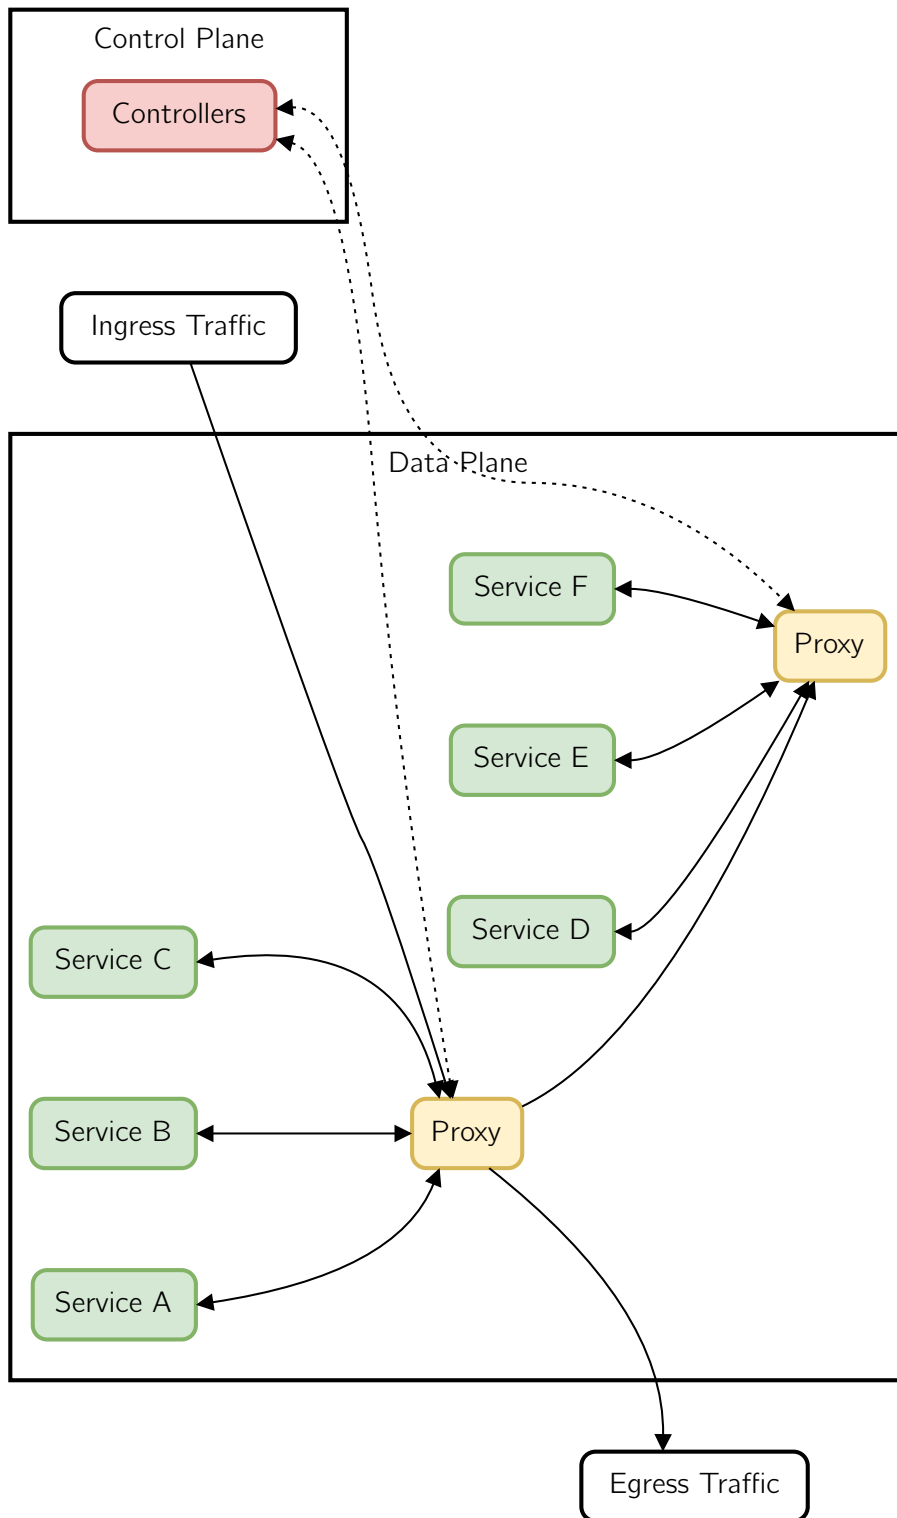 Control Plane
Controllers
Ingress Traffic
Data Plane
Service F
Proxy
Service E
Service D
Service C
Service B
Proxy
Service A
Egress Traffic